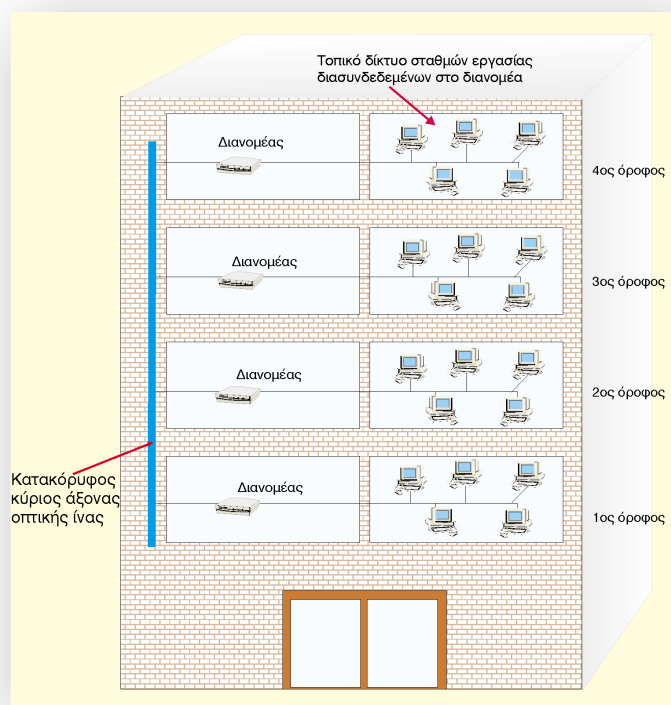 Τοπικό δίκτυο σταθμών εργασίας
διασυνδεδεμένων στο διανομέα
Διανομέας
4ος όροφος
Διανομέας
3ος όροφος
Διανομέας
2ος όροφος
Κατακόρυφος
κύριος άξονας
οπτικής ίνας
Διανομέας
1ος όροφος